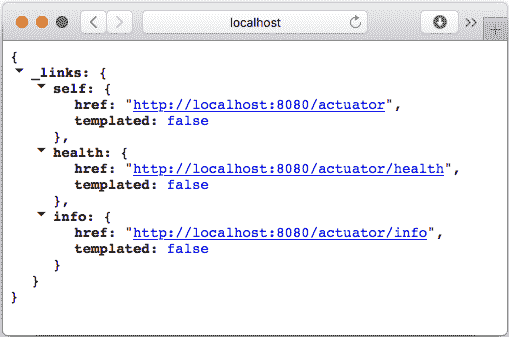 localhost
{
_links: {
self: {
href: "http://localhost:8080/actuator",
templated: false
},
health: {
href: "http://localhost:8080/actuator/health",
templated: false
},
info: {
href: "http://localhost:8080/actuator/info",
templated: false
}
}
}